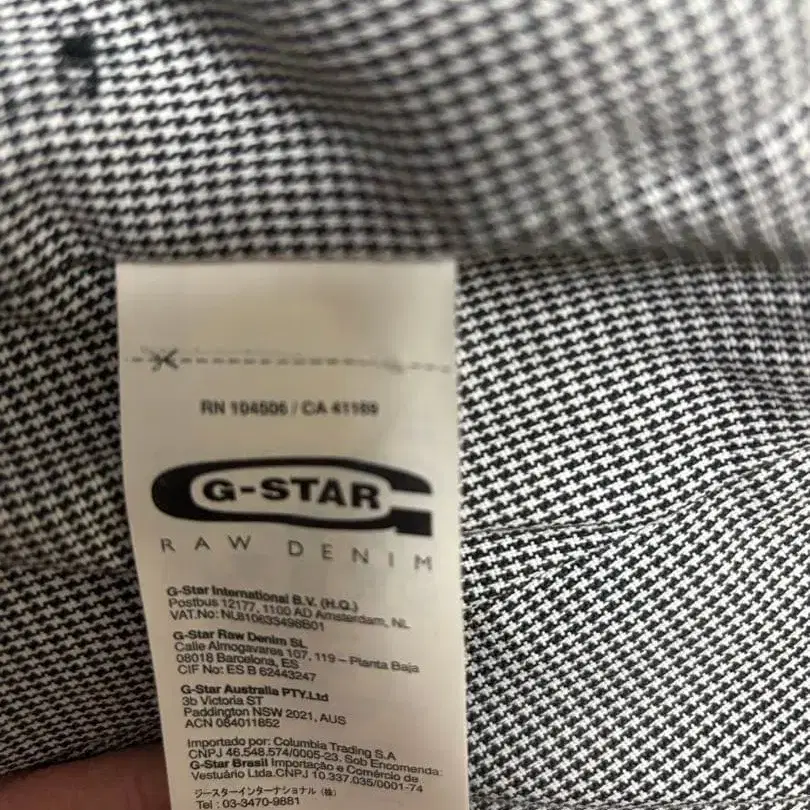 RN 104506 / CA 41169
G-STAR
RAW DENIM
G-Star International B.V. (H.Q.)
Postbus 12177, 1100 AD Amsterdam, NL
VAT.No: NL810633498B01
G-Star Raw Denim SL
Calle Almogavares 107, 119 – Planta Baja
08018 Barcelona, ES
CIF No: ES B 62443247
G-Star Australia PTY.Ltd
3b Victoria ST
Paddington NSW 2021, AUS
ACN 084011852
Importado por: Columbia Trading S.A
CNPJ 46.548.574/0005-23. Sob Encomenda:
G-Star Brasil Importação e Comércio de
Vestuário Ltda.CNPJ 10.337.035/0001-74
ジースターインターナショナル (株)
Tel : 03-3470-9881